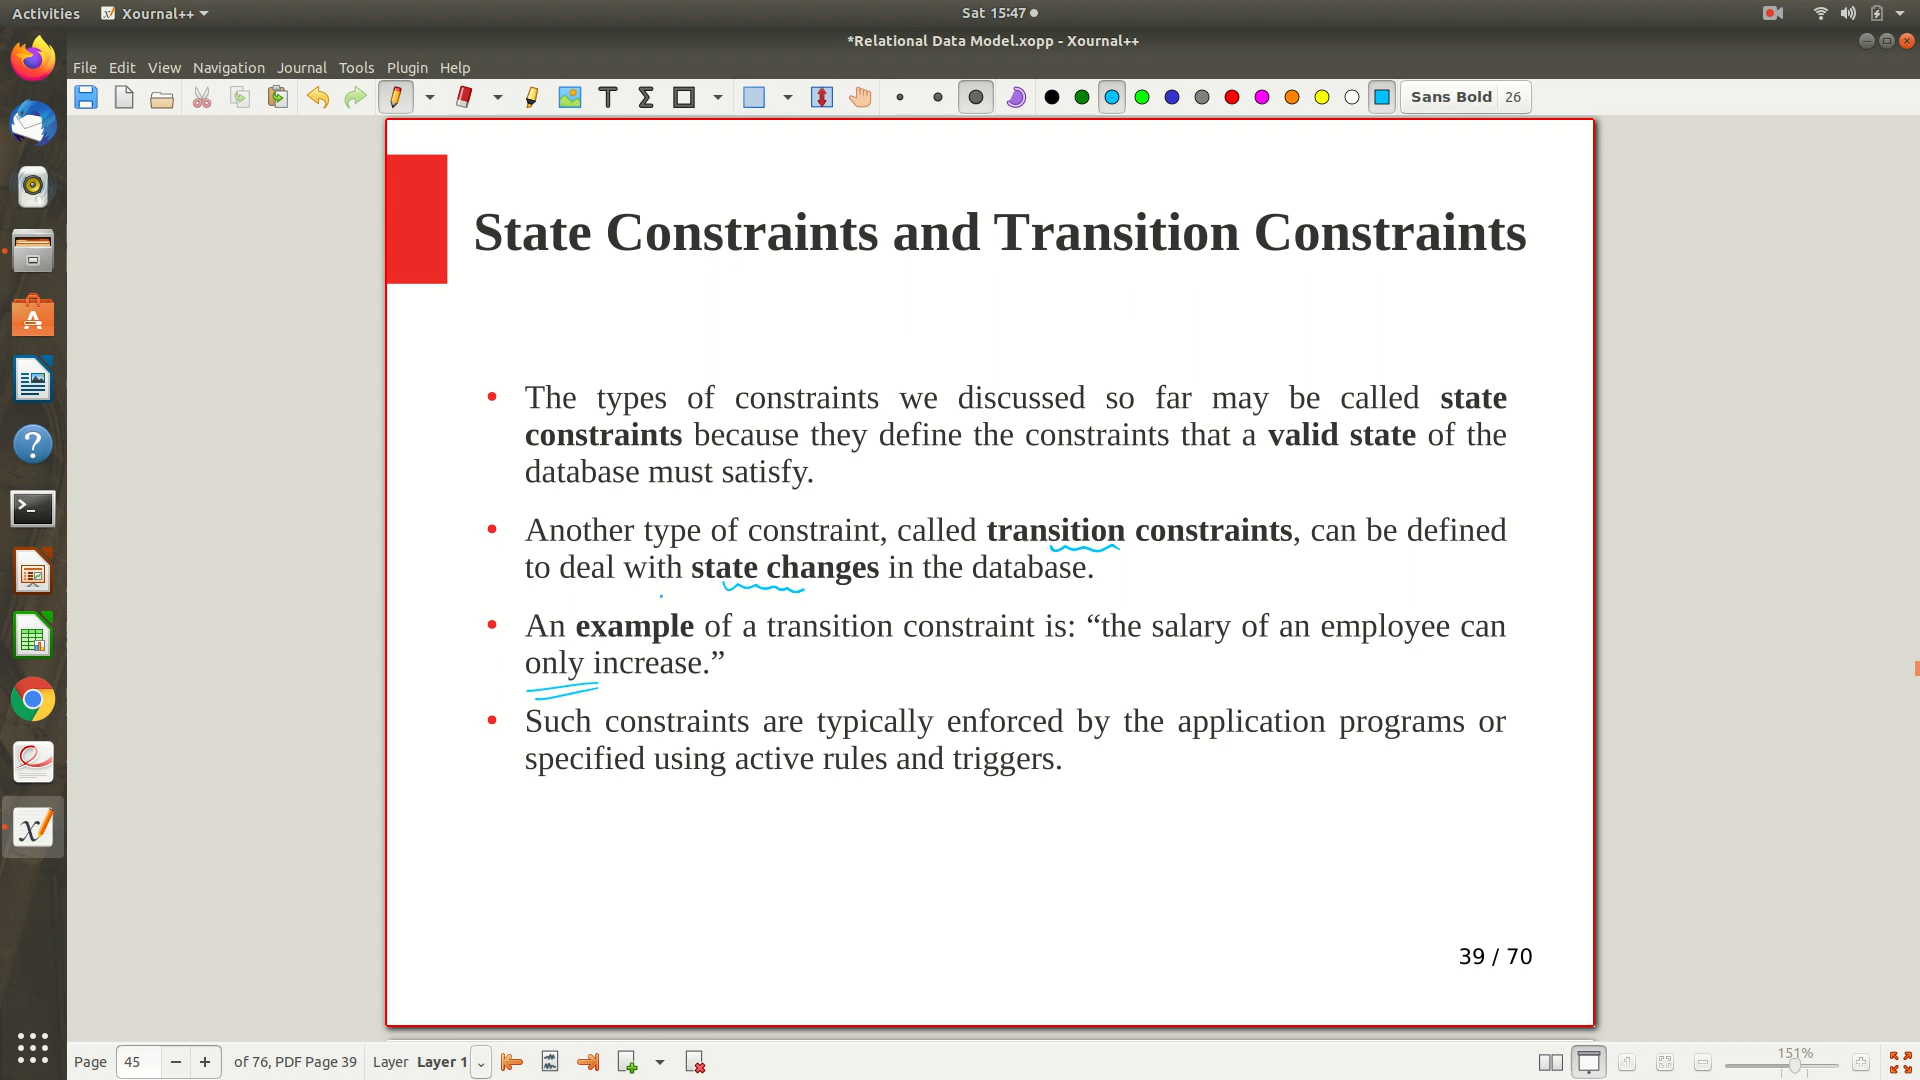 Activities Xournal++ Sat 15:47
*Relational Data Model.xopp - Xournal++
File Edit View Navigation Journal Tools Plugin Help
Sans Bold 26
State Constraints and Transition Constraints
• The types of constraints we discussed so far may be called state
constraints because they define the constraints that a valid state of the
database must satisfy.
• Another type of constraint, called transition constraints, can be defined
to deal with state changes in the database.
• An example of a transition constraint is: “the salary of an employee can
only increase.”
• Such constraints are typically enforced by the application programs or
specified using active rules and triggers.
39 / 70
Page 45 of 76, PDF Page 39 Layer Layer 1 151%